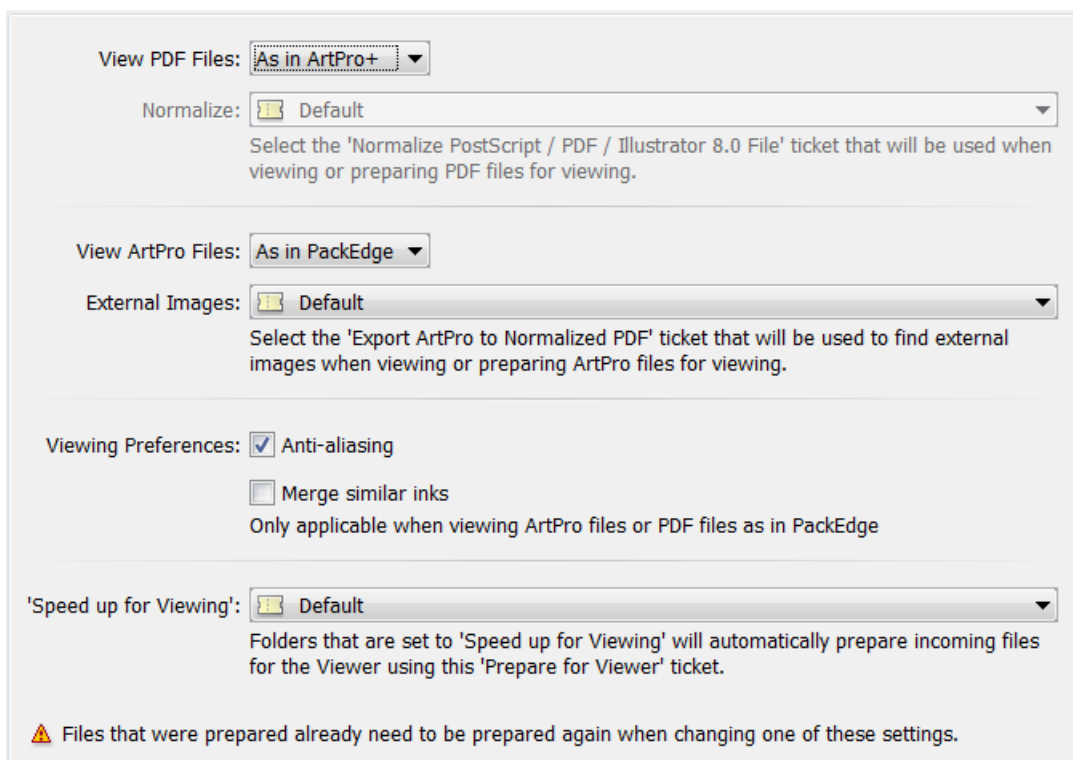 View PDF Files: As in ArtPro+
Normalize: Default
Select the 'Normalize PostScript / PDF / Illustrator 8.0 File' ticket that will be used when
viewing or preparing PDF files for viewing.
View ArtPro Files: As in PackEdge
External Images: Default
Select the 'Export ArtPro to Normalized PDF' ticket that will be used to find external
images when viewing or preparing ArtPro files for viewing.
Viewing Preferences: Anti-aliasing
Merge similar inks
Only applicable when viewing ArtPro files or PDF files as in PackEdge
'Speed up for Viewing': Default
Folders that are set to 'Speed up for Viewing' will automatically prepare incoming files
for the Viewer using this 'Prepare for Viewer' ticket.
Files that were prepared already need to be prepared again when changing one of these settings.